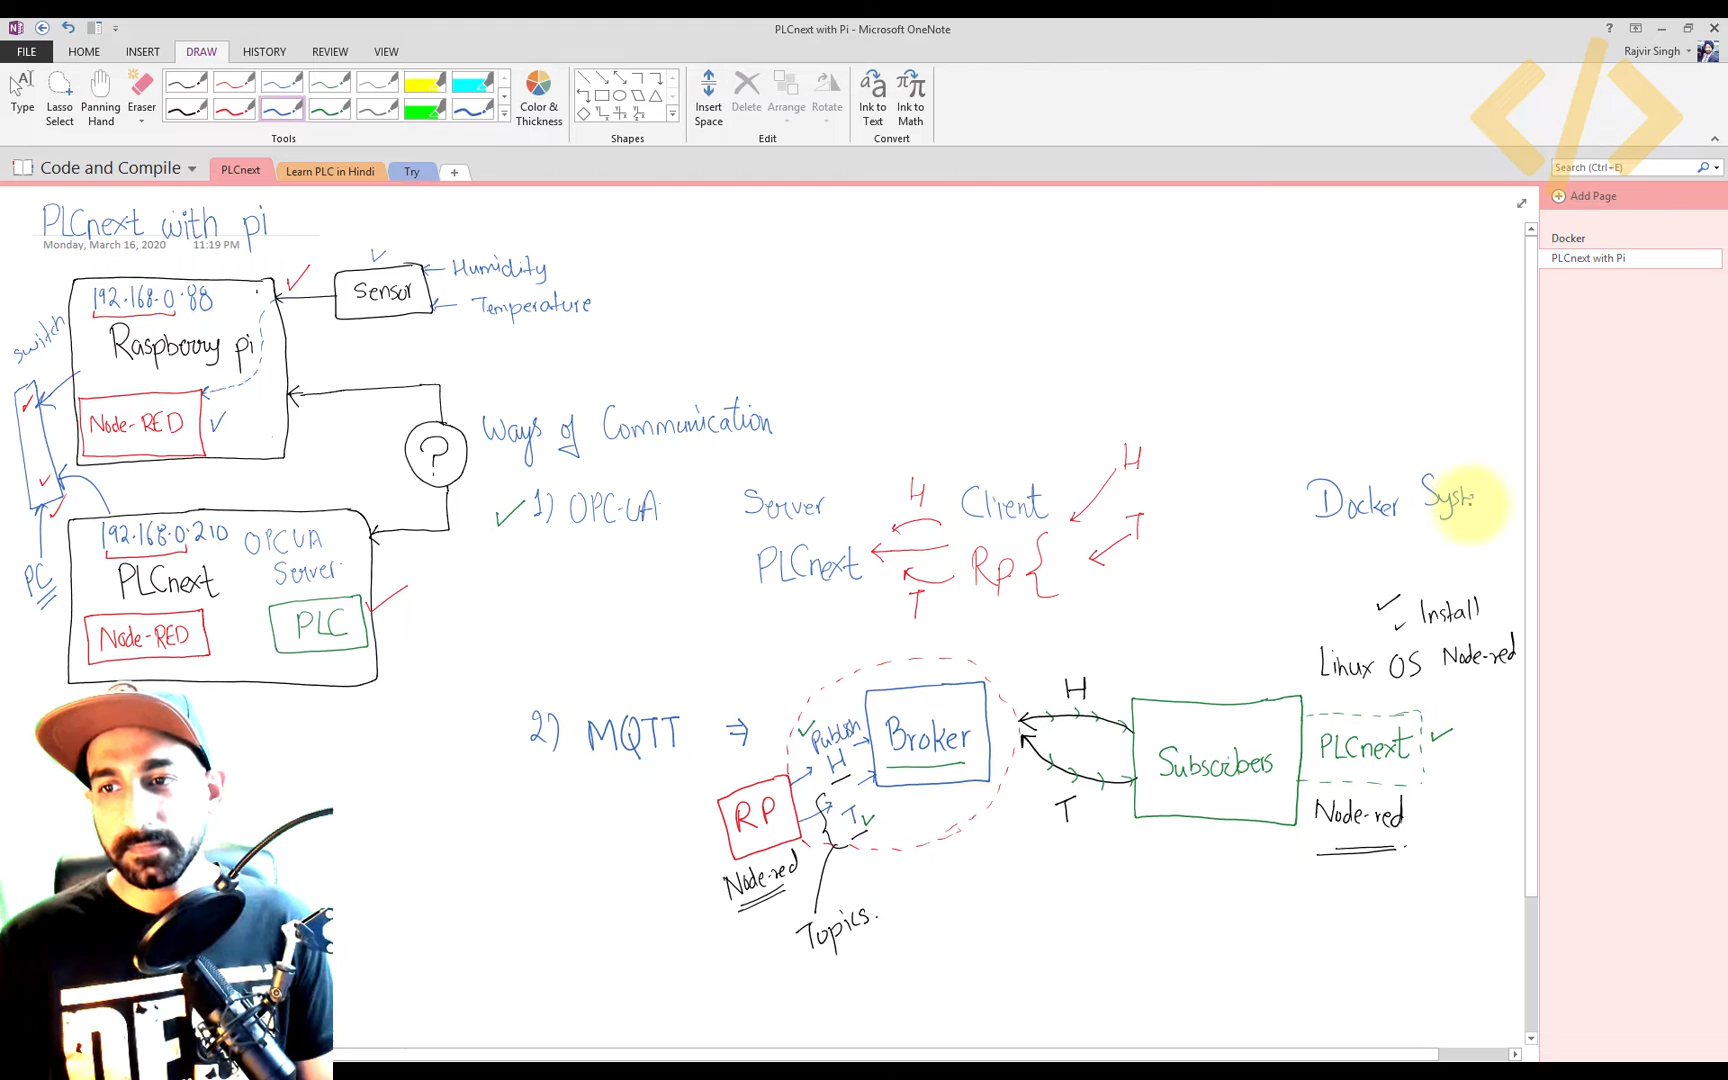 PLCnext with Pi - Microsoft OneNote
FILE HOME INSERT DRAW HISTORY REVIEW VIEW
Rajvir Singh
Type
Lasso Select
Panning Hand
Eraser
Color & Thickness
Insert Space
Delete
Arrange
Rotate
Ink to Text
Ink to Math
Tools
Shapes
Edit
Convert
Code and Compile
PLCnext
Learn PLC in Hindi
Try
Search (Ctrl+E)
Add Page
Docker
PLCnext with Pi
PLCnext with pi
Monday, March 16, 2020 11:19 PM
192.168.0.88
Raspberry pi
Node-RED
switch
Sensor
Humidity
Temperature
?
Ways of Communication
1) OPC-UA
Server
H
Client
H
T
PLCnext
Rp
T
Docker Syst
192.168.0.210
OPCUA
Server
PLCnext
Node-RED
PLC
PC
Install
Linux OS Node-red
2) MQTT ⇒
Publish
H
T
Broker
RP
Node-red
Topics.
H
T
Subscribers
PLCnext
Node-red